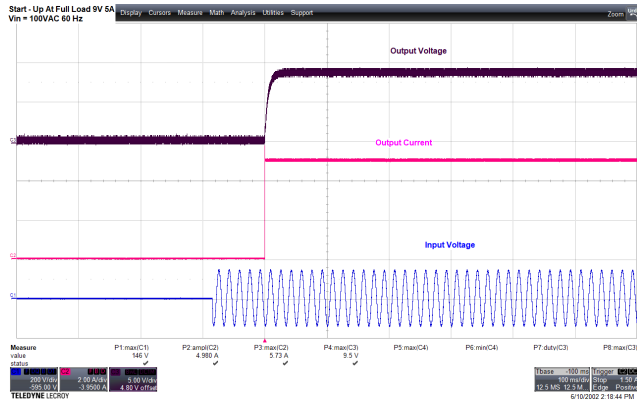 Start - Up At Full Load 9V 5A
Vin = 100VAC 60 Hz
Display Cursors Measure Math Analysis Utilities Support
Zoom
Output Voltage
C3
Output Current
C2
Input Voltage
C1
Measure P1:max(C1) P2:ampl(C2) P3:max(C2) P4:max(C3) P5:max(C4) P6:min(C4) P7:duty(C3) P8:max(C3)
value 146 V 4.980 A 5.73 A 9.5 V
status
C2 Tbase -100 ms Trigger
200 V/div 2.00 A/div 5.00 V/div 100 ms/div Stop 1.50 A
-595.00 V -3.9500 A 4.80 V offset 12.5 MS 12.5 M Edge Positive
TELEDYNE LECROY 6/10/2002 2:18:44 PM